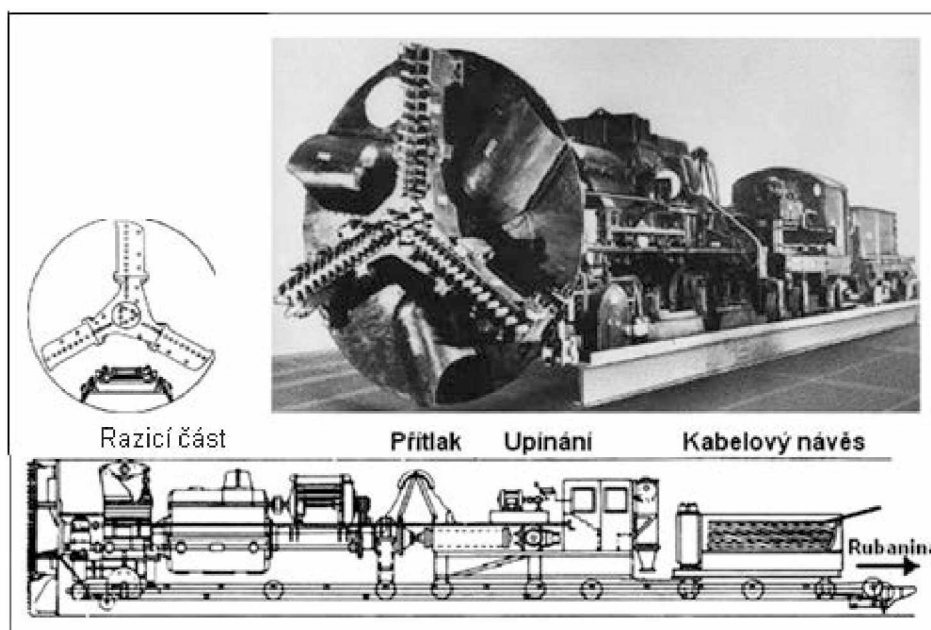 Razicí část
Přítlak
Upínání
Kabelový návěs
Rubanina